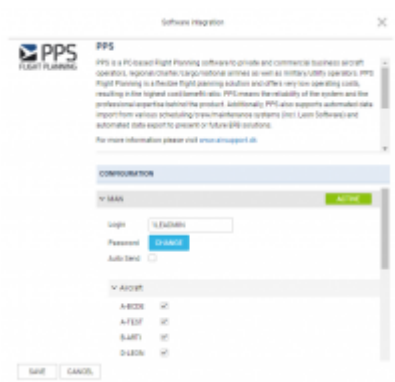 Software integration
PPS
FLIGHT PLANNING
PPS
PPS is a PC-based Flight Planning software to private and commercial business aircraft
operators, regional/charter/cargo/national airlines as well as military/utility operators. PPS
Flight Planning is a flexible flight planning solution and offers very low operating costs,
resulting in the highest cost-benefit ratio. PPS means the reliability of the system and the
professional expertise behind the product. Additionally, PPS also supports automated data
import from various scheduling/crew/maintenance systems (incl. Leon Software) and
automated data export to present or future EFB solutions.
For more information please visit www.airsupport.dk
CONFIGURATION
MAIN
ACTIVE
Login
Password
CHANGE
Auto Send
Aircraft
A-TEST
D-LEON
SAVE
CANCEL